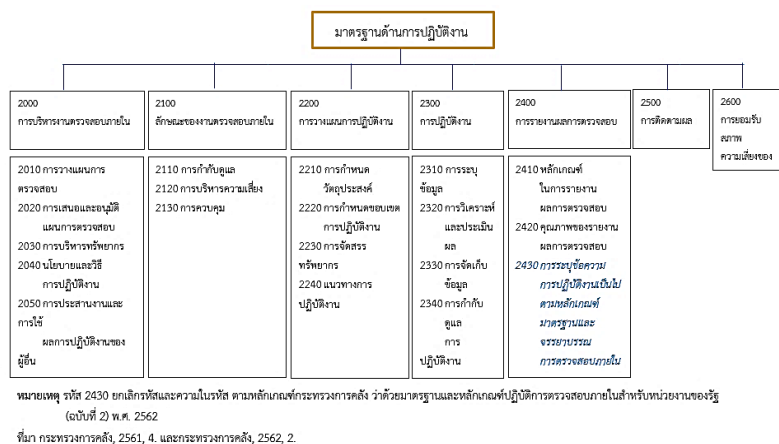 มาตรฐานด้านการปฏิบัติงาน
2000
การบริหารงานตรวจสอบภายใน
2100
ลักษณะของงานตรวจสอบภายใน
2200
การวางแผนการปฏิบัติงาน
2300
การปฏิบัติงาน
2400
การรายงานผลการตรวจสอบ
2500
การติดตามผล
2600
การยอมรับ
สภาพ
ความเสี่ยงของ
2010 การวางแผนการ
ตรวจสอบ
2020 การเสนอและอนุมัติ
แผนการตรวจสอบ
2030 การบริหารทรัพยากร
2040 นโยบายและวิธี
การปฏิบัติงาน
2050 การประสานงานและ
การใช้
ผลการปฏิบัติงานของ
ผู้อื่น
2110 การกำกับดูแล
2120 การบริหารความเสี่ยง
2130 การควบคุม
2210 การกำหนด
วัตถุประสงค์
2220 การกำหนดขอบเขต
การปฏิบัติงาน
2230 การจัดสรร
ทรัพยากร
2240 แนวทางการ
ปฏิบัติงาน
2310 การระบุ
ข้อมูล
2320 การวิเคราะห์
และประเมิน
ผล
2330 การจัดเก็บ
ข้อมูล
2340 การกำกับ
ดูแล
การ
ปฏิบัติงาน
2410 หลักเกณฑ์
ในการรายงาน
ผลการตรวจสอบ
2420 คุณภาพของรายงาน
ผลการตรวจสอบ
2430 การระบุข้อความ
การปฏิบัติงานเป็นไป
ตามหลักเกณฑ์
มาตรฐานและ
จรรยาบรรณ
การตรวจสอบภายใน
หมายเหตุ รหัส 2430 ยกเลิกรหัสและความในรหัส ตามหลักเกณฑ์กระทรวงการคลัง ว่าด้วยมาตรฐานและหลักเกณฑ์ปฏิบัติการตรวจสอบภายในสำหรับหน่วยงานของรัฐ
(ฉบับที่ 2) พ.ศ. 2562
ที่มา กระทรวงการคลัง, 2561, 4. และกระทรวงการคลัง, 2562, 2.